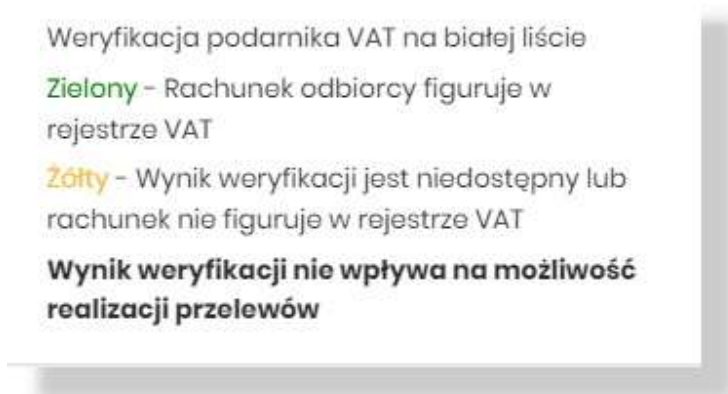 Weryfikacja podarnika VAT na białej liście
Zielony - Rachunek odbiorcy figuruje w
rejestrze VAT
Żółty - Wynik weryfikacji jest niedostępny lub
rachunek nie figuruje w rejestrze VAT
Wynik weryfikacji nie wpływa na możliwość
realizacji przelewów